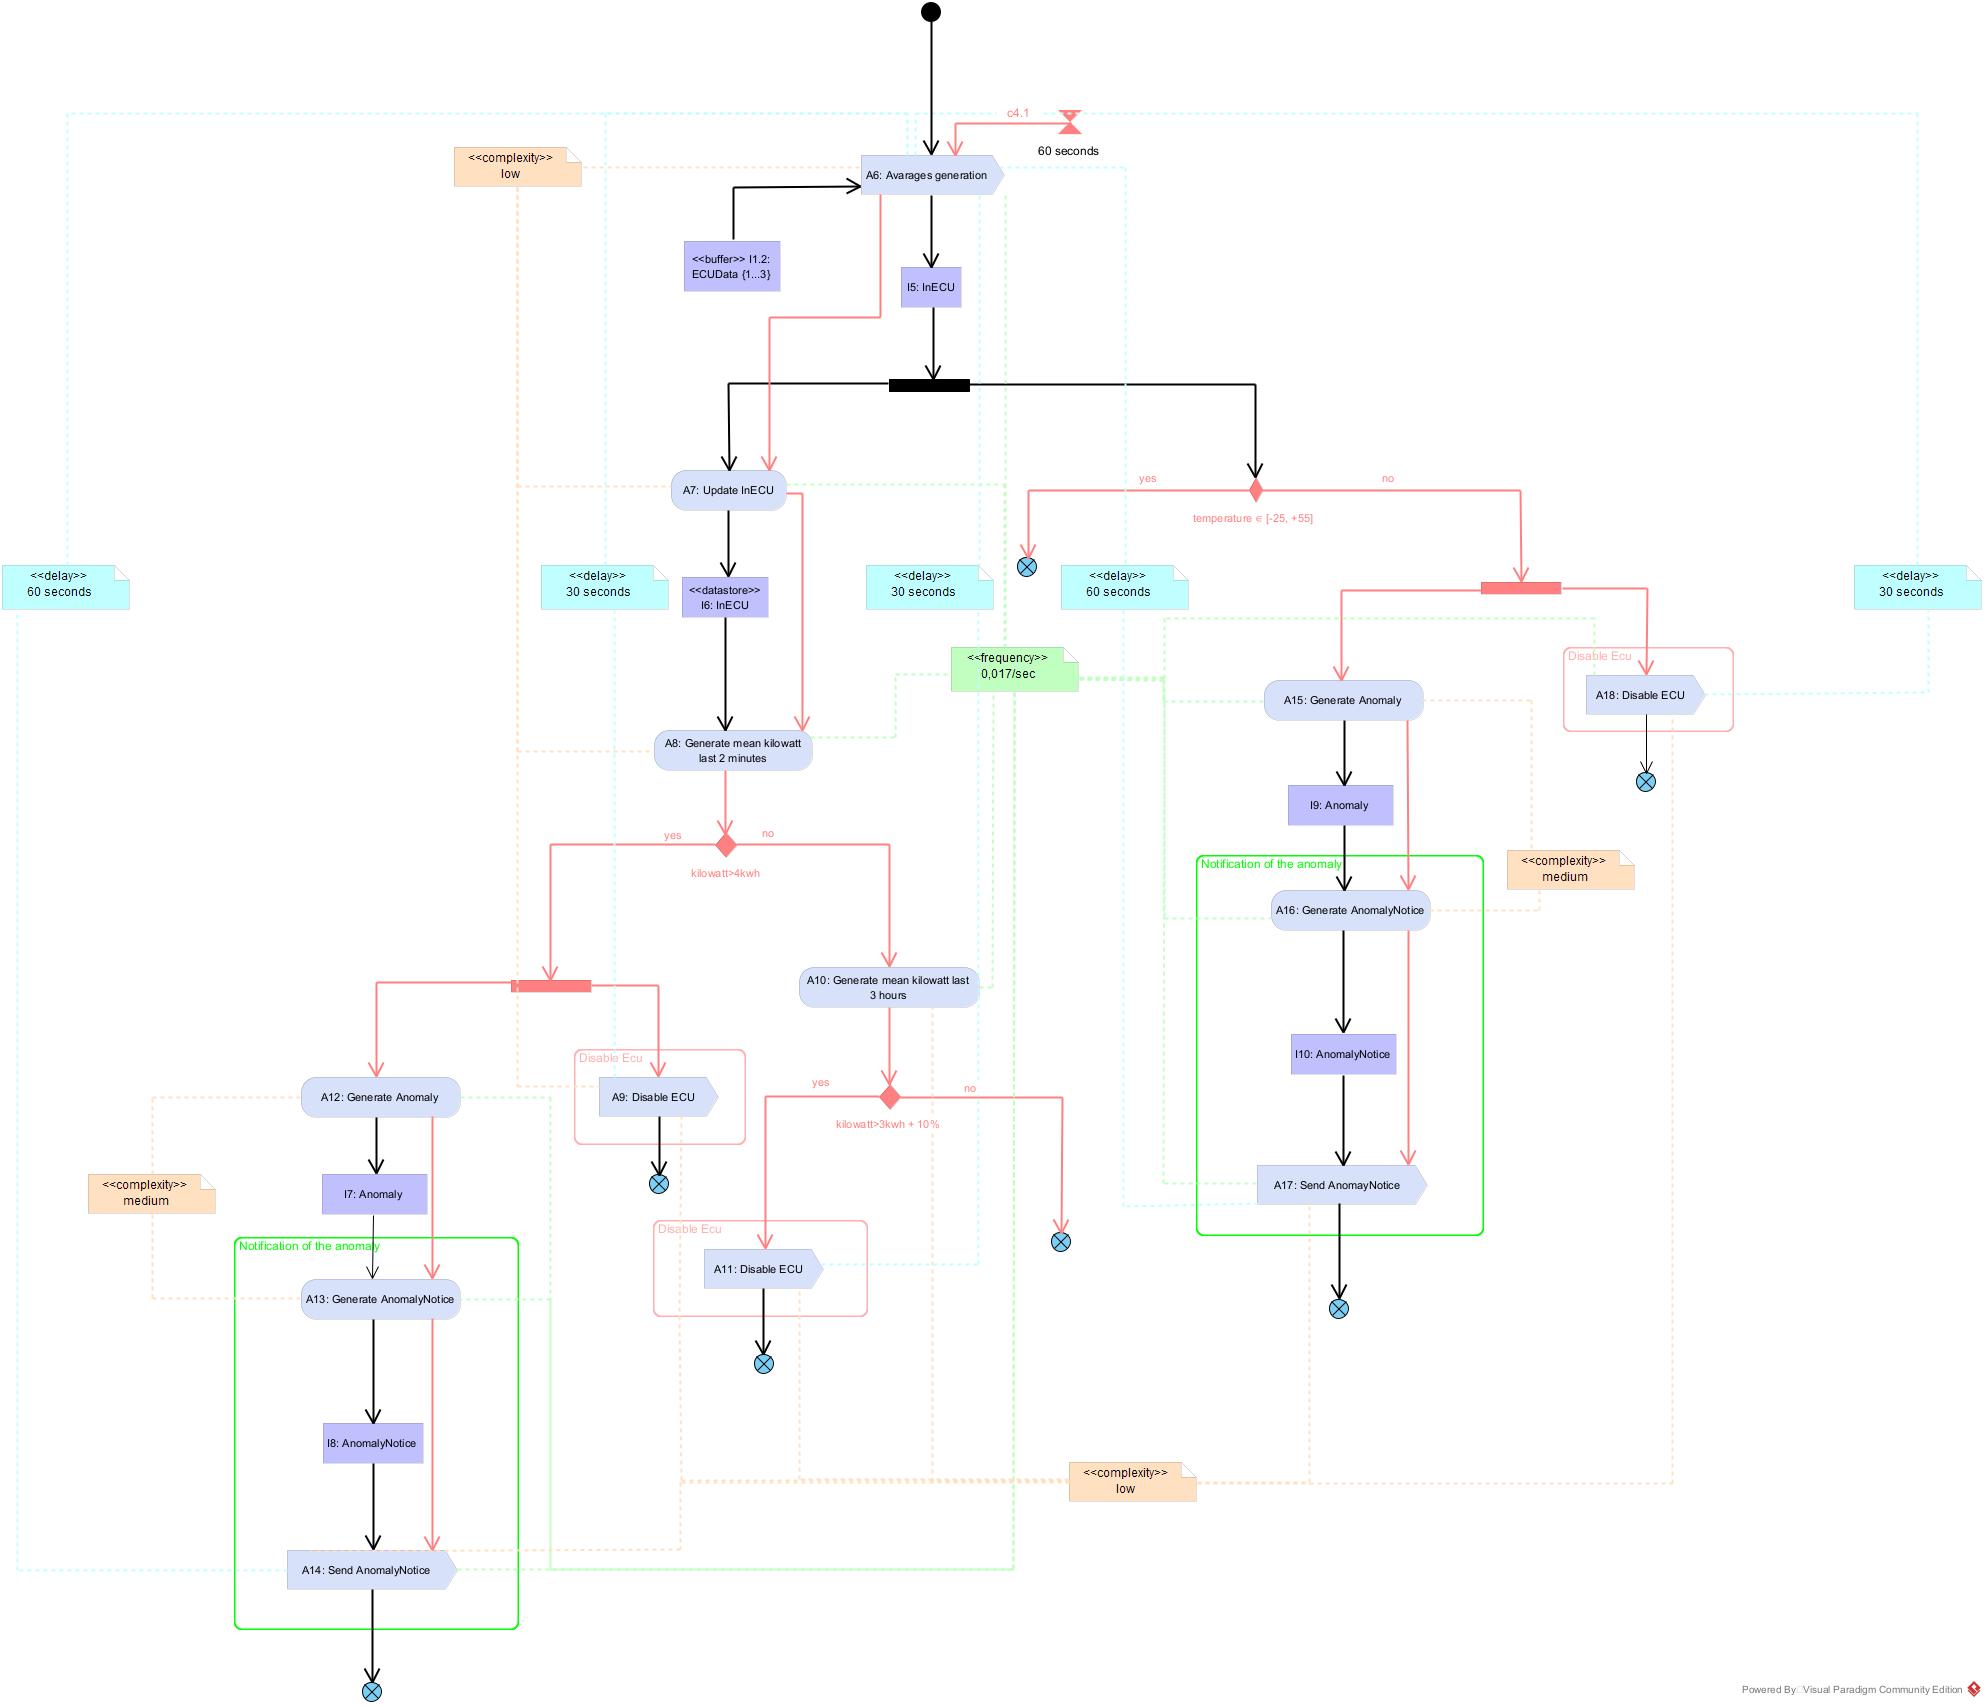 c4.1
60 seconds
<<complexity>>
low
A6: Avarages generation
<<buffer>> I1.2:
ECUData {1...3}
I5: InECU
A7: Update InECU
yes
no
temperature ∈ [-25, +55]
<<delay>>
60 seconds
<<delay>>
30 seconds
<<datastore>>
I6: InECU
<<delay>>
30 seconds
<<delay>>
60 seconds
<<delay>>
30 seconds
<<frequency>>
0,017/sec
Disable Ecu
A18: Disable ECU
A15: Generate Anomaly
A8: Generate mean kilowatt
last 2 minutes
I9: Anomaly
yes
no
kilowatt>4kwh
<<complexity>>
medium
Notification of the anomaly
A16: Generate AnomalyNotice
A10: Generate mean kilowatt last
3 hours
I10: AnomalyNotice
Disable Ecu
A9: Disable ECU
A12: Generate Anomaly
yes
no
kilowatt>3kwh + 10%
<<complexity>>
medium
I7: Anomaly
A17: Send AnomayNotice
Disable Ecu
A11: Disable ECU
Notification of the anomaly
A13: Generate AnomalyNotice
I8: AnomalyNotice
<<complexity>>
low
A14: Send AnomalyNotice
Powered By□Visual Paradigm Community Edition